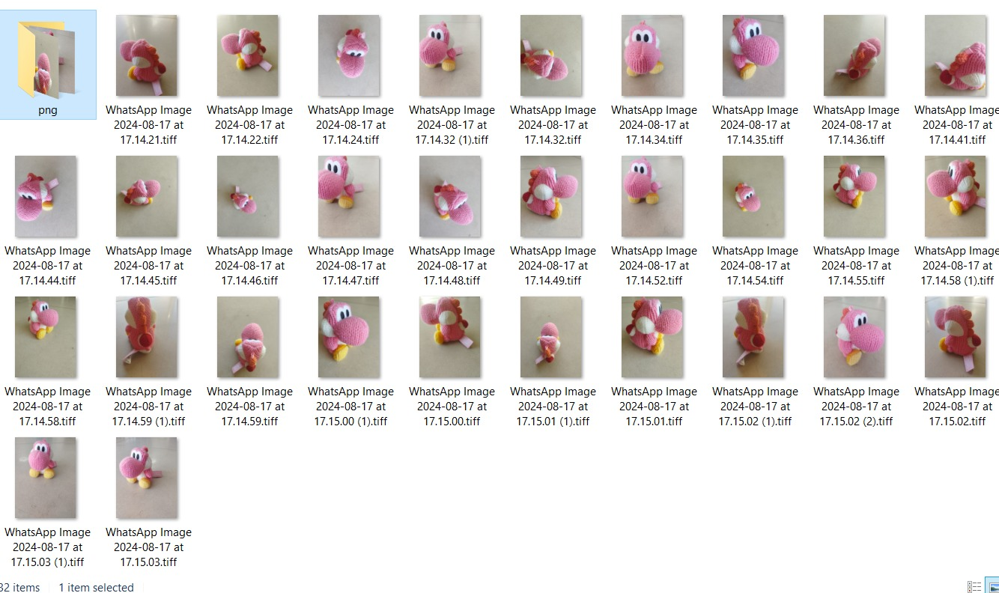 png
WhatsApp Image
2024-08-17 at
17.14.21.tiff
WhatsApp Image
2024-08-17 at
17.14.22.tiff
WhatsApp Image
2024-08-17 at
17.14.24.tiff
WhatsApp Image
2024-08-17 at
17.14.32 (1).tiff
WhatsApp Image
2024-08-17 at
17.14.32.tiff
WhatsApp Image
2024-08-17 at
17.14.34.tiff
WhatsApp Image
2024-08-17 at
17.14.35.tiff
WhatsApp Image
2024-08-17 at
17.14.36.tiff
WhatsApp Image
2024-08-17 at
17.14.41.tiff
WhatsApp Image
2024-08-17 at
17.14.44.tiff
WhatsApp Image
2024-08-17 at
17.14.45.tiff
WhatsApp Image
2024-08-17 at
17.14.46.tiff
WhatsApp Image
2024-08-17 at
17.14.47.tiff
WhatsApp Image
2024-08-17 at
17.14.48.tiff
WhatsApp Image
2024-08-17 at
17.14.49.tiff
WhatsApp Image
2024-08-17 at
17.14.52.tiff
WhatsApp Image
2024-08-17 at
17.14.54.tiff
WhatsApp Image
2024-08-17 at
17.14.55.tiff
WhatsApp Image
2024-08-17 at
17.14.58 (1).tiff
WhatsApp Image
2024-08-17 at
17.14.58.tiff
WhatsApp Image
2024-08-17 at
17.14.59 (1).tiff
WhatsApp Image
2024-08-17 at
17.14.59.tiff
WhatsApp Image
2024-08-17 at
17.15.00 (1).tiff
WhatsApp Image
2024-08-17 at
17.15.00.tiff
WhatsApp Image
2024-08-17 at
17.15.01 (1).tiff
WhatsApp Image
2024-08-17 at
17.15.01.tiff
WhatsApp Image
2024-08-17 at
17.15.02 (1).tiff
WhatsApp Image
2024-08-17 at
17.15.02 (2).tiff
WhatsApp Image
2024-08-17 at
17.15.02.tiff
WhatsApp Image
2024-08-17 at
17.15.03 (1).tiff
WhatsApp Image
2024-08-17 at
17.15.03.tiff
32 items 1 item selected